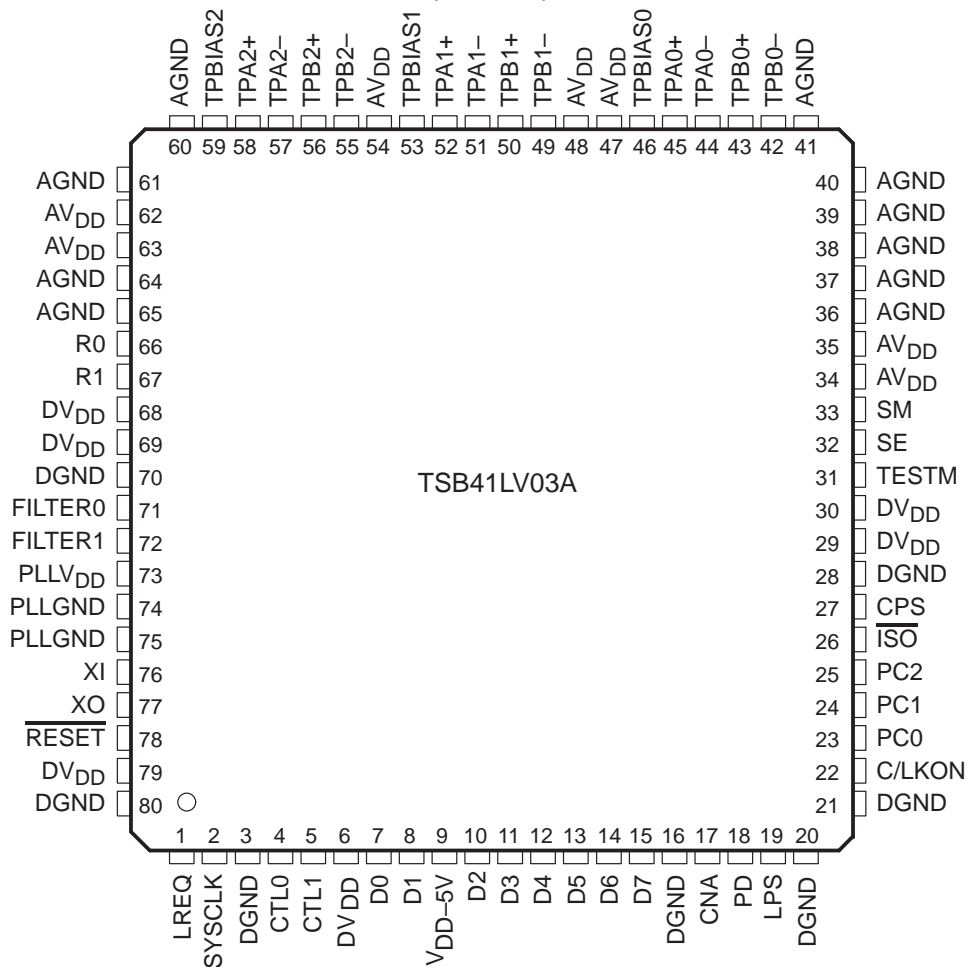 AGND TPBIAS2 TPA2+ TPA2– TPB2+ TPB2– AVDD TPBIAS1 TPA1+ TPA1– TPB1+ TPB1– AVDD AVDD TPBIAS0 TPA0+ TPA0– TPB0+ TPB0– AGND
60 59 58 57 56 55 54 53 52 51 50 49 48 47 46 45 44 43 42 41
AGND 61 40 AGND
AVDD 62 39 AGND
AVDD 63 38 AGND
AGND 64 37 AGND
AGND 65 36 AGND
R0 66 35 AVDD
R1 67 34 AVDD
DVDD 68 33 SM
DVDD 69 32 SE
DGND 70 TSB41LV03A 31 TESTM
FILTER0 71 30 DVDD
FILTER1 72 29 DVDD
PLLVDD 73 28 DGND
PLLGND 74 27 CPS
PLLGND 75 26 ISO
XI 76 25 PC2
XO 77 24 PC1
RESET 78 23 PC0
DVDD 79 22 C/LKON
DGND 80 21 DGND
1 2 3 4 5 6 7 8 9 10 11 12 13 14 15 16 17 18 19 20
LREQ SYSCLK DGND CTL0 CTL1 DVDD D0 D1 VDD–5V D2 D3 D4 D5 D6 D7 DGND CNA PD LPS DGND